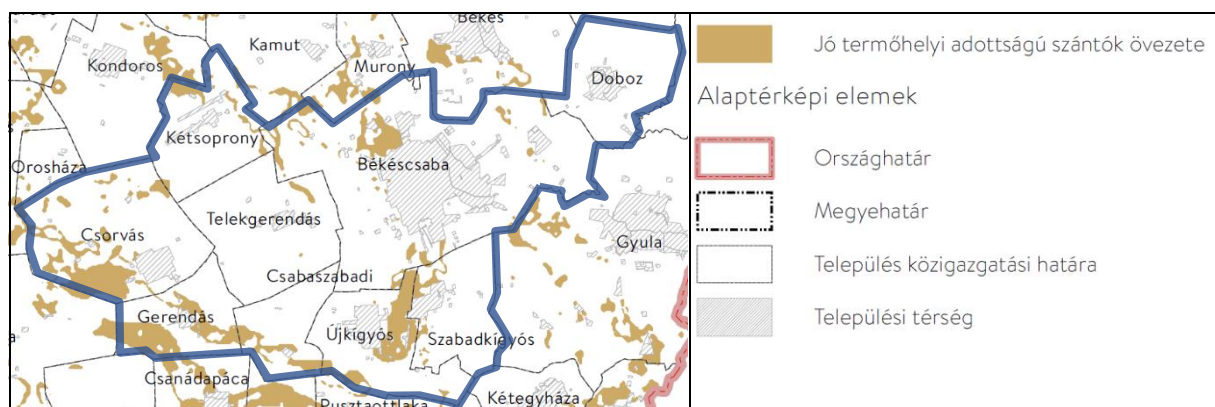 Békés
Kamut
Kondoros
Murony
Doboz
Kétsoprony
Orosháza
Békéscsaba
Telekgerendás
Csorvás
Gyula
Csabaszabadi
Gerendás
Újkígyós
Szabadkígyós
Csanádapáca
Pusztaottlaka
Kétegyháza
Jó termőhelyi adottságú szántók övezete
Alaptérképi elemek
Országhatár
Megyehatár
Település közigazgatási határa
Települési térség